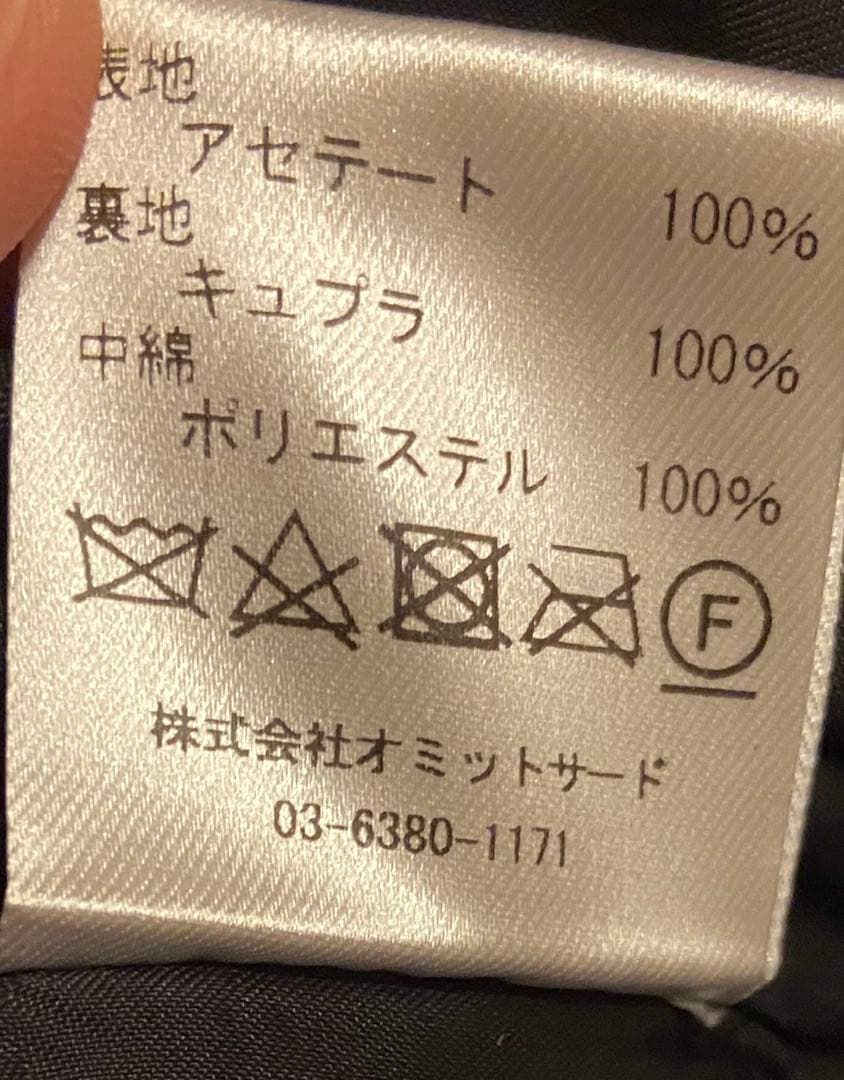 表地
アセテート 100%
裏地
キュプラ 100%
中綿
ポリエステル 100%
F
株式会社オミットサード
03-6380-1171